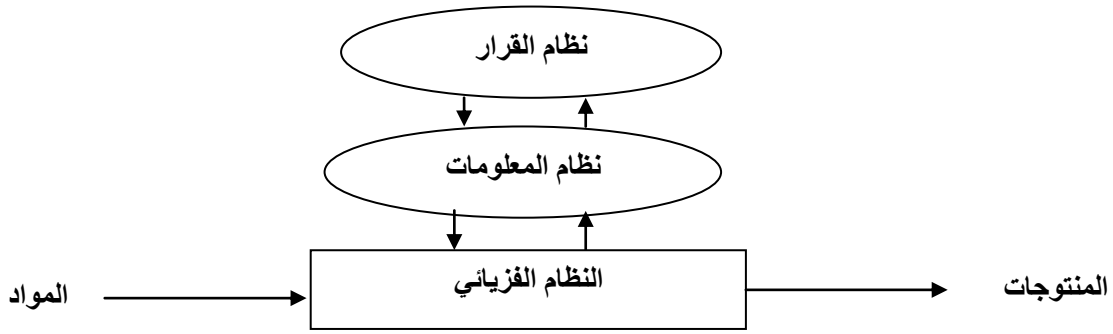 نظام القرار
نظام المعلومات
النظام الفزيائي
المنتوجات
المواد